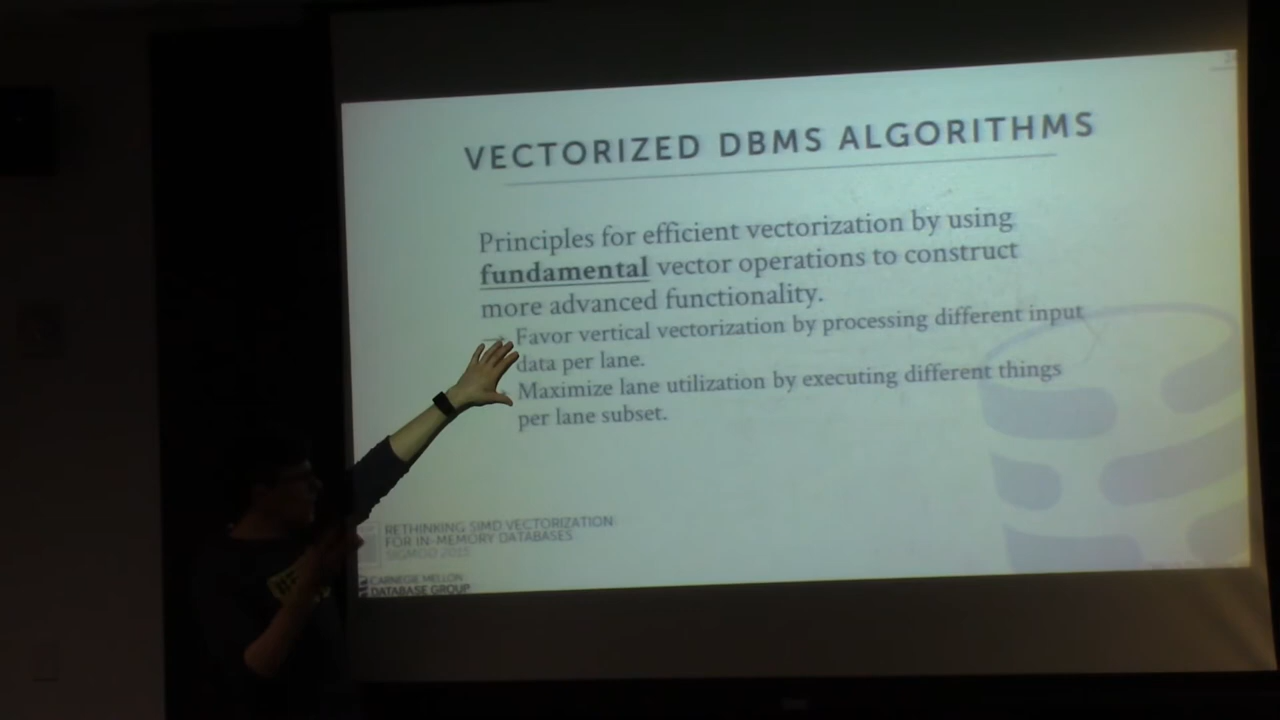 VECTORIZED DBMS ALGORITHMS
Principles for efficient vectorization by using
fundamental vector operations to construct
more advanced functionality.
→ Favor vertical vectorization by processing different input
data per lane.
Maximize lane utilization by executing different things
per lane subset.
RETHINKING SIMD VECTORIZATION
FOR IN-MEMORY DATABASES
SIGMOD 2015
CARNEGIE MELLON
DATABASE GROUP